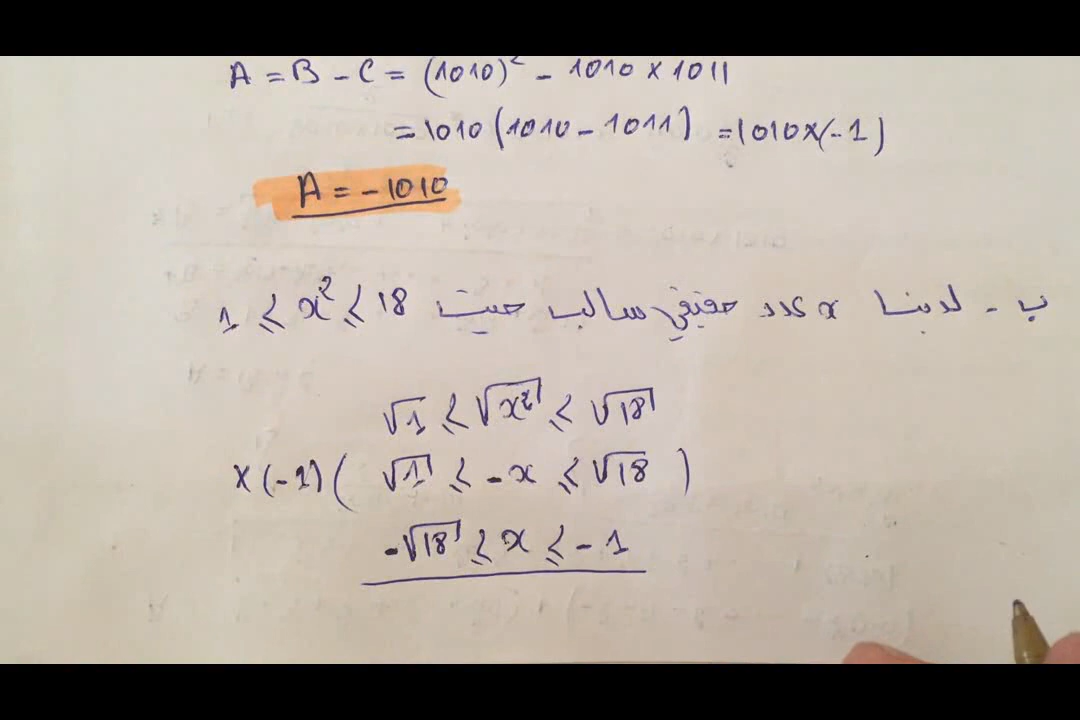 A = B - C = (1010)² - 1010 × 1011
= 1010 (1010 - 1011) = 1010 × (-1)
A = -1010
ب - لدينا x عدد حقيقي سالب حيث 1 ⩽ x² ⩽ 18
√1 ⩽ √x² ⩽ √18
× (-1) ( √1 ⩽ -x ⩽ √18 )
-√18 ⩽ x ⩽ -1